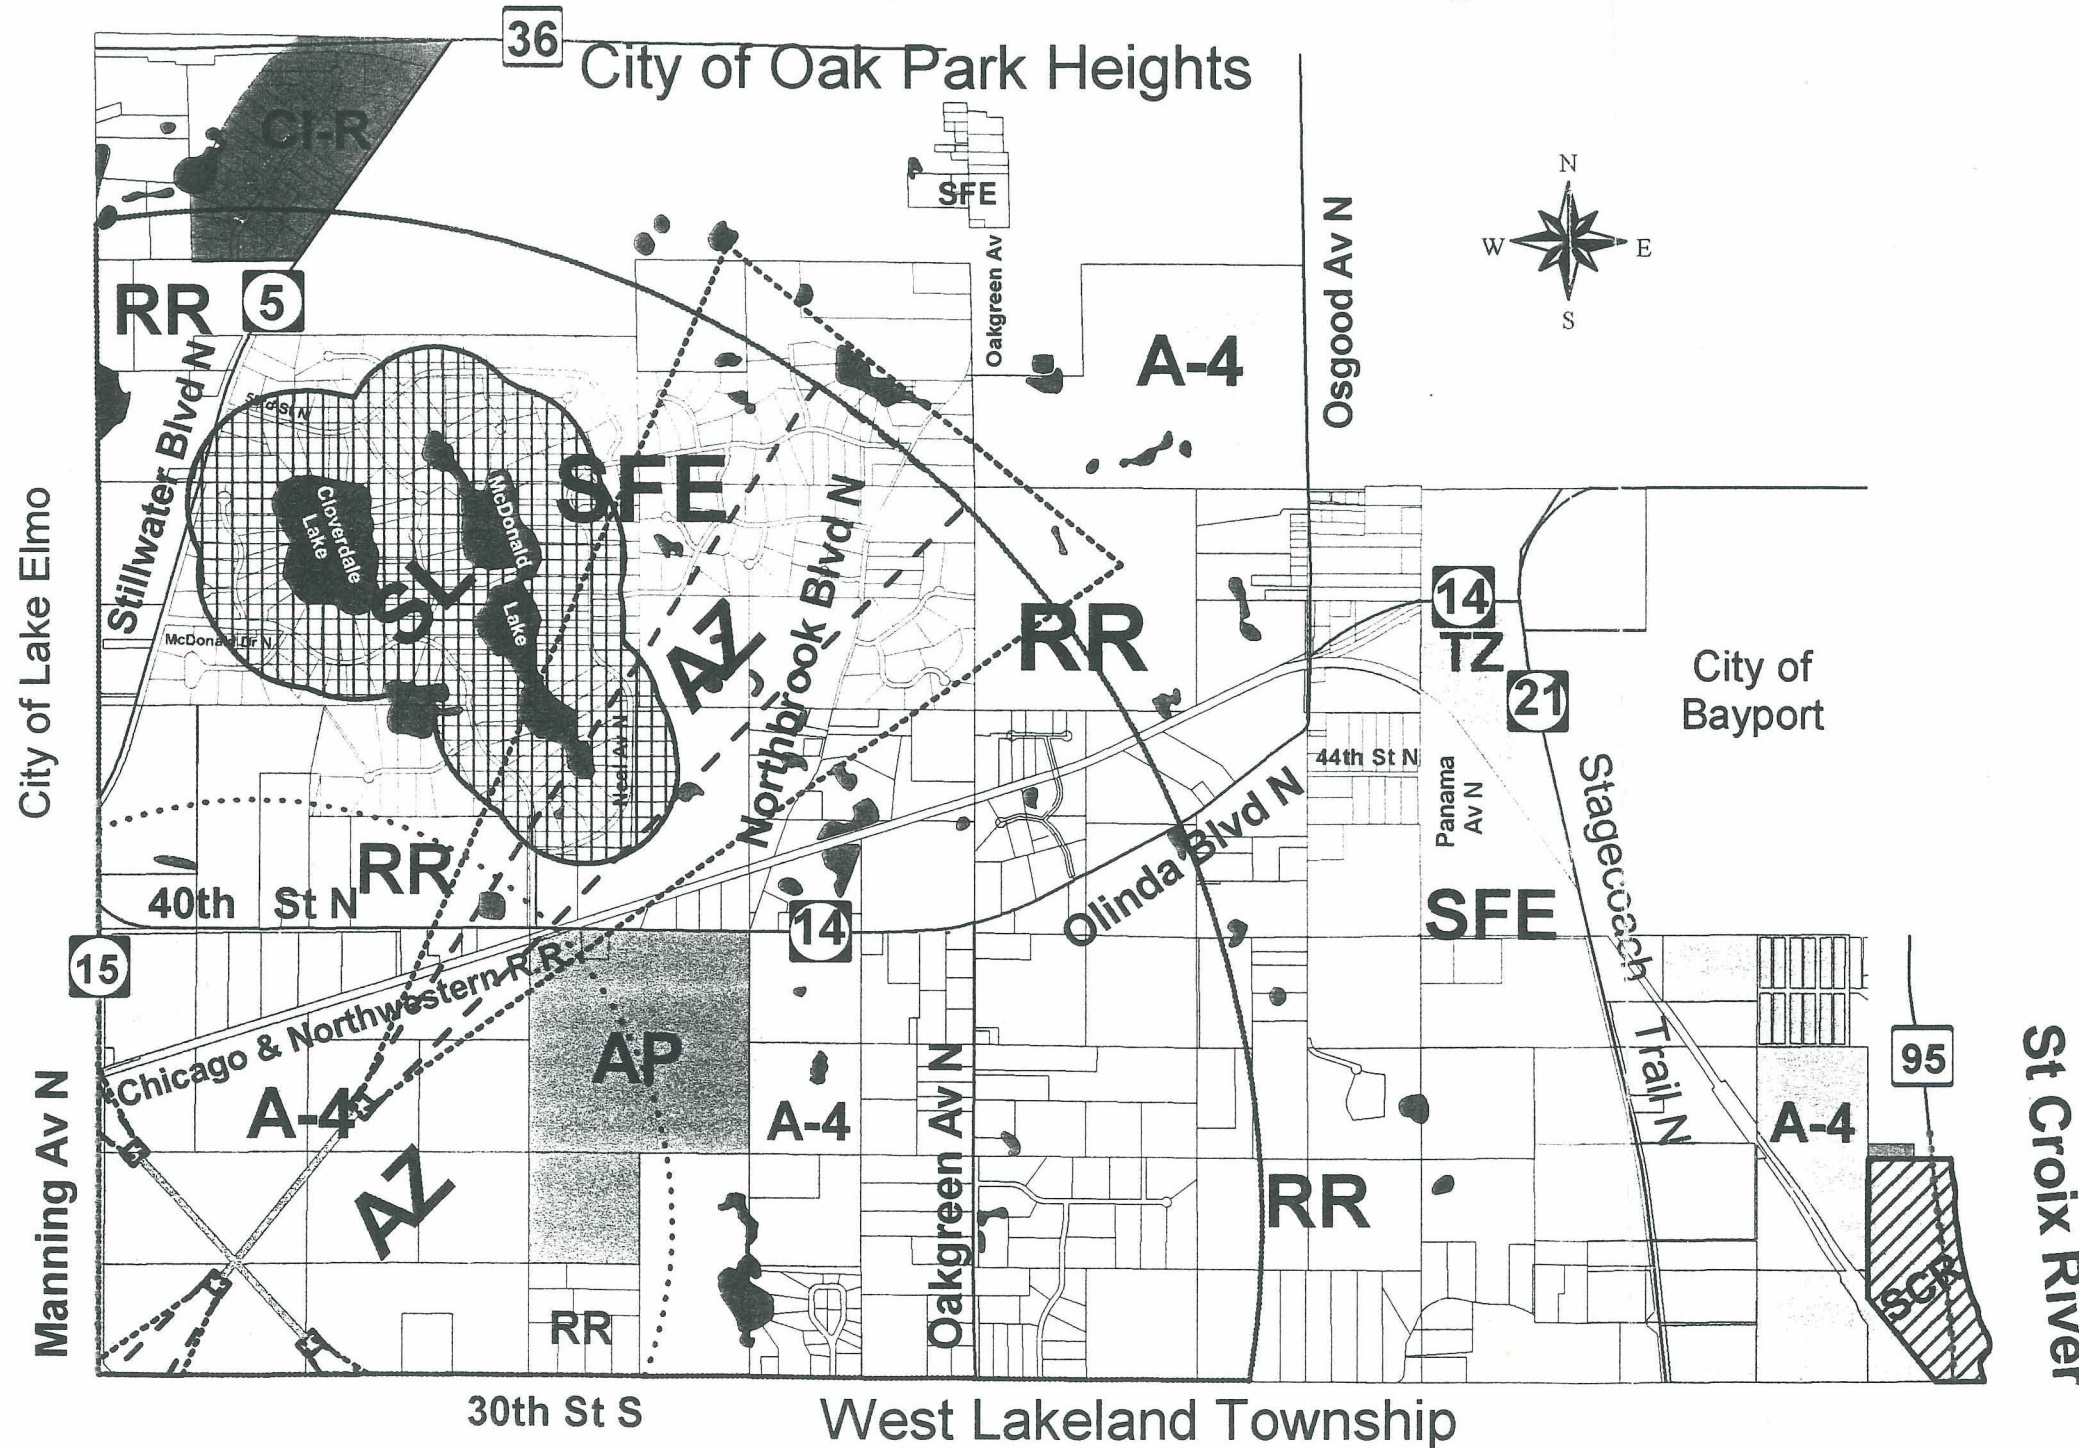 36
City of Oak Park Heights
CI-R
SFE
N
W E
S
Oakgreen Av
Osgood Av N
RR
5
A-4
Stillwater Blvd N
53rd St N
SFE
Cloverdale
Lake
McDonald
Lake
SL
City of Lake Elmo
McDonald Dr N
AZ
Northbrook Blvd N
RR
14
TZ
21
City of
Bayport
Neel Av N
44th St N
Panama
Av N
Stagecoach
Trail N
RR
40th St N
Olinda Blvd N
SFE
14
15
Chicago & Northwestern R.R.
AP
95
A-4
A-4
A-4
AZ
Manning Av N
Oakgreen Av N
RR
SCR
St Croix River
RR
30th St S
West Lakeland Township